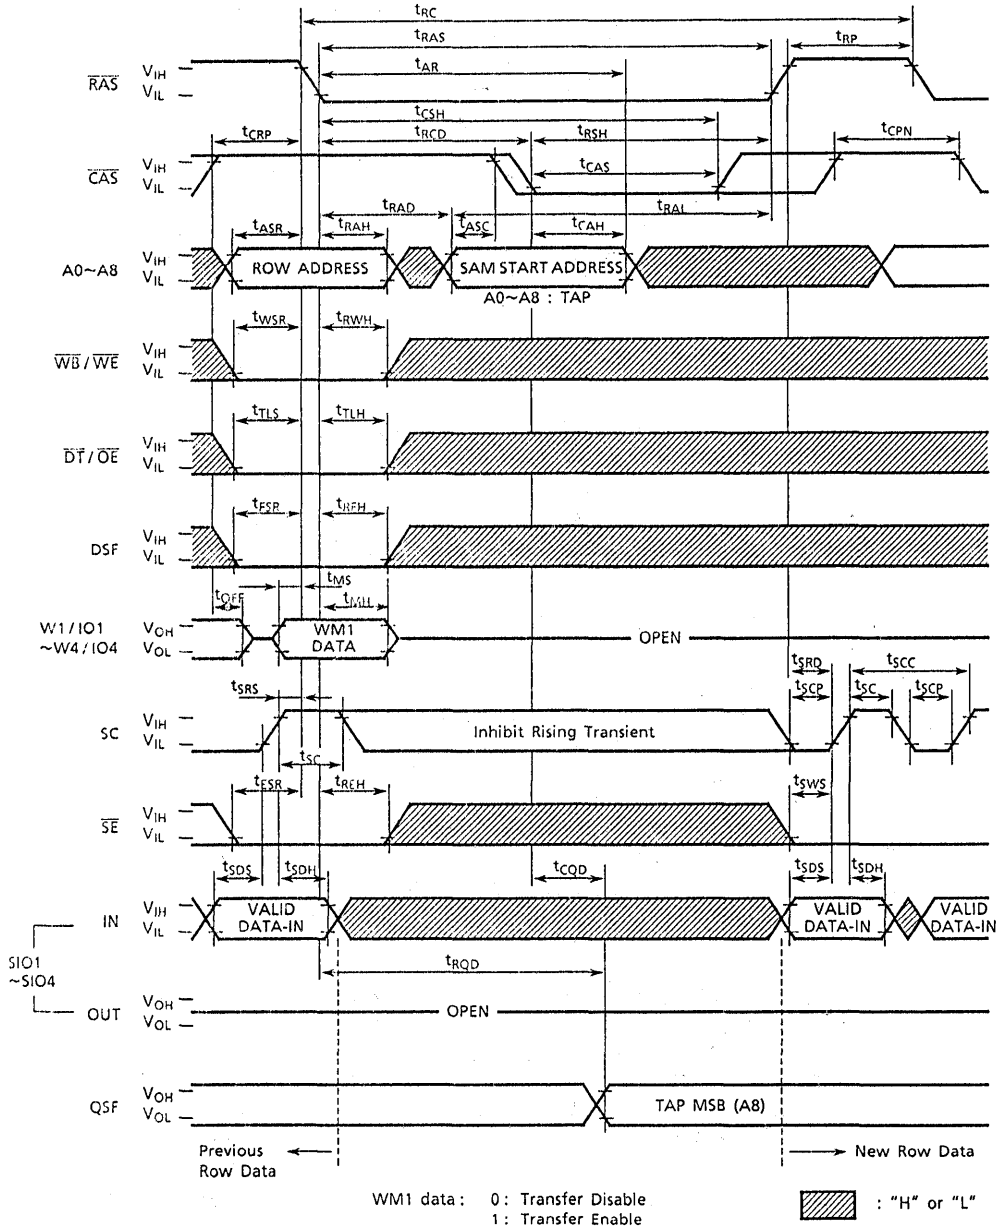 tRC
tRAS
tRP
tAR
RAS
VIH
VIL
tCSH
tCRP
tRCD
tRSH
tCPN
CAS
VIH
VIL
tCAS
tRAD
tRAL
tASR
tRAH
tASC
tCAH
A0~A8
VIH
VIL
ROW ADDRESS
SAM START ADDRESS
A0~A8 : TAP
tWSR
tRWH
WB/WE
VIH
VIL
tTLS
tTLH
DT/OE
VIH
VIL
tFSR
tRFH
DSF
VIH
VIL
tMS
tOFF
tMH
W1/IO1
~W4/IO4
VOH
VOL
WM1
DATA
OPEN
tSRD
tSCC
tSRS
tSCP
tSC
tSCP
SC
VIH
VIL
Inhibit Rising Transient
tSC
tESR
tREH
tSWS
SE
VIH
VIL
tSDS
tSDH
tCQD
tSDS
tSDH
IN
VIH
VIL
VALID
DATA-IN
VALID
DATA-IN
VALID
DATA-IN
SIO1
~SIO4
tRQD
OUT
VOH
VOL
OPEN
QSF
VOH
VOL
TAP MSB (A8)
Previous
Row Data
New Row Data
WM1 data : 0 : Transfer Disable
1 : Transfer Enable
: "H" or "L"